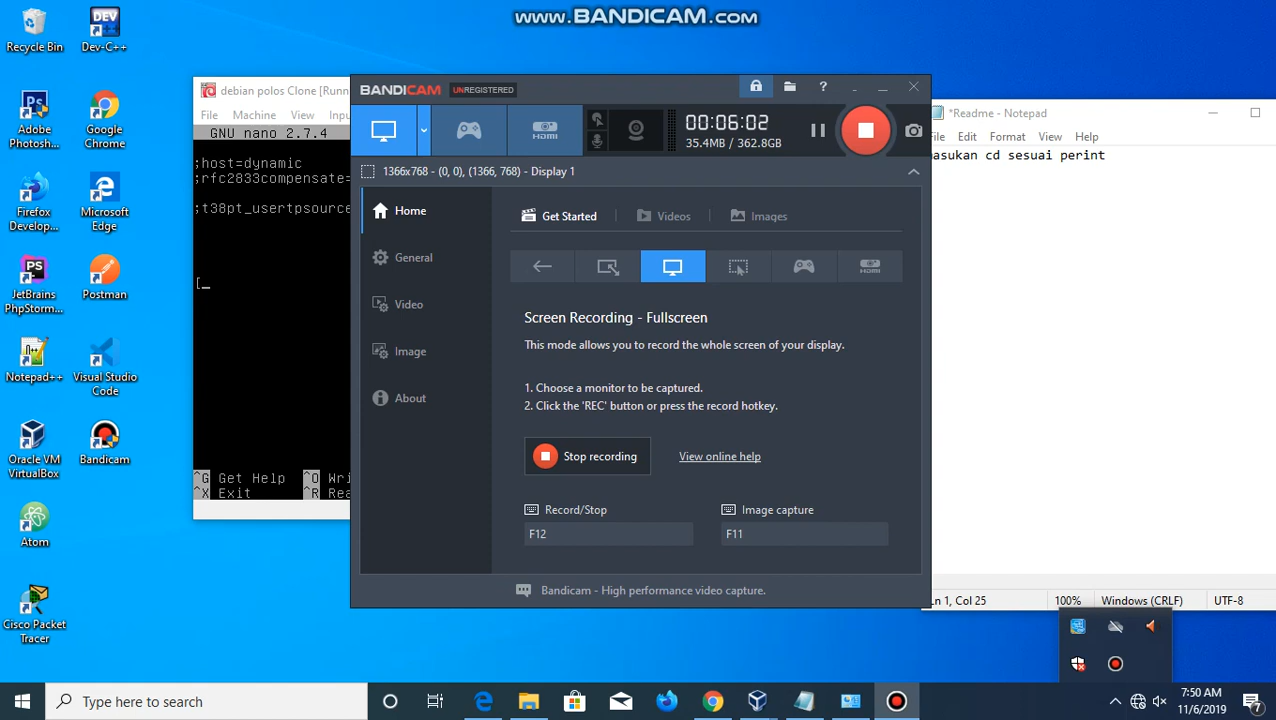 www.BANDICAM.com
Recycle Bin
Dev-C++
Adobe
Photosh...
Google
Chrome
Firefox
Develop...
Microsoft
Edge
JetBrains
PhpStorm...
Postman
Notepad++
Visual Studio
Code
Oracle VM
VirtualBox
Bandicam
Atom
Cisco Packet
Tracer
debian polos Clone [Runn
File Machine View Inpu
GNU nano 2.7.4
;host=dynamic
;rfc2833compensate=
;t38pt_usertpsource
[_
^G Get Help ^O Wri
^X Exit ^R Rea
BANDICAM UNREGISTERED
00:06:02
35.4MB / 362.8GB
1366x768 - (0, 0), (1366, 768) - Display 1
Home
General
Video
Image
About
Get Started
Videos
Images
HDMI
HDMI
Screen Recording - Fullscreen
This mode allows you to record the whole screen of your display.
1. Choose a monitor to be captured.
2. Click the 'REC' button or press the record hotkey.
Stop recording
View online help
Record/Stop
Image capture
F12
F11
Bandicam - High performance video capture.
*Readme - Notepad
File Edit Format View Help
asukan cd sesuai perint
Ln 1, Col 25
100%
Windows (CRLF)
UTF-8
Type here to search
7:50 AM
11/6/2019
7